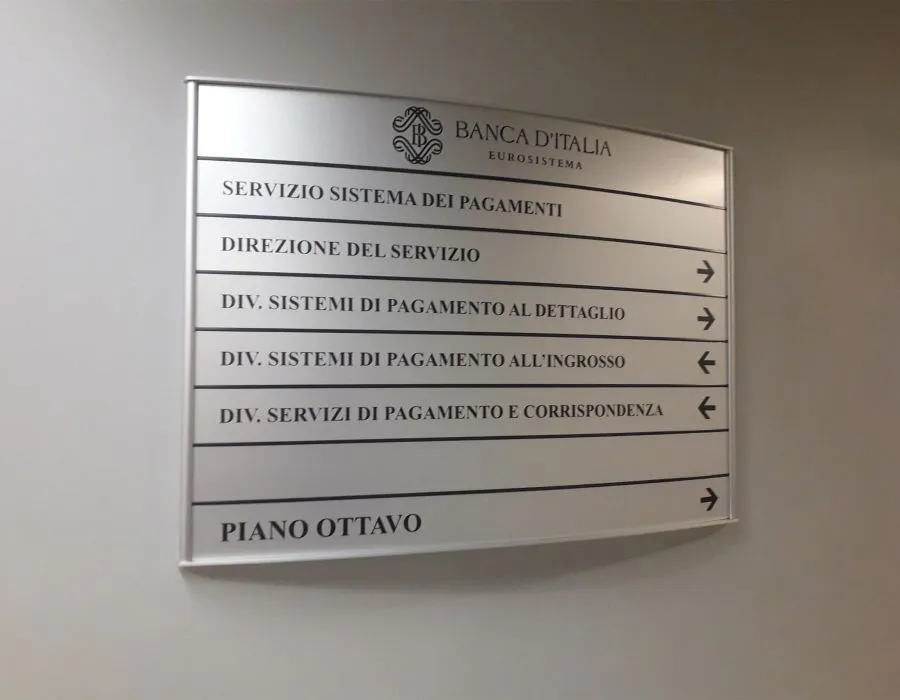 BANCA D'ITALIA
EUROSISTEMA
SERVIZIO SISTEMA DEI PAGAMENTI
DIREZIONE DEL SERVIZIO →
DIV. SISTEMI DI PAGAMENTO AL DETTAGLIO →
DIV. SISTEMI DI PAGAMENTO ALL'INGROSSO ←
DIV. SERVIZI DI PAGAMENTO E CORRISPONDENZA ←
PIANO OTTAVO →